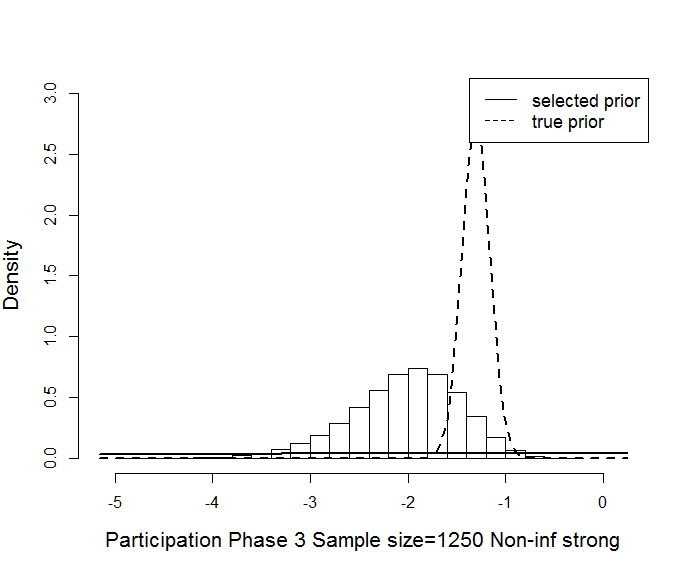 selected prior
true prior
3.0
2.5
2.0
1.5
1.0
0.5
0.0
Density
-5 -4 -3 -2 -1 0
Participation Phase 3 Sample size=1250 Non-inf strong